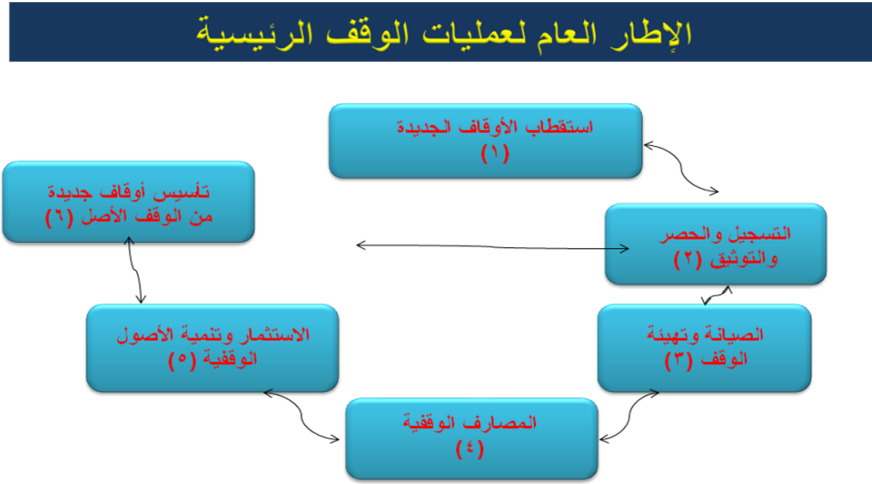 الإطار العام لعمليات الوقف الرئيسية
استقطاب الأوقاف الجديدة
(١)
التسجيل والحصر
والتوثيق (٢)
الصيانة وتهيئة
الوقف (٣)
المصارف الوقفية
(٤)
الاستثمار وتنمية الأصول
الوقفية (٥)
تأسيس أوقاف جديدة
من الوقف الأصل (٦)